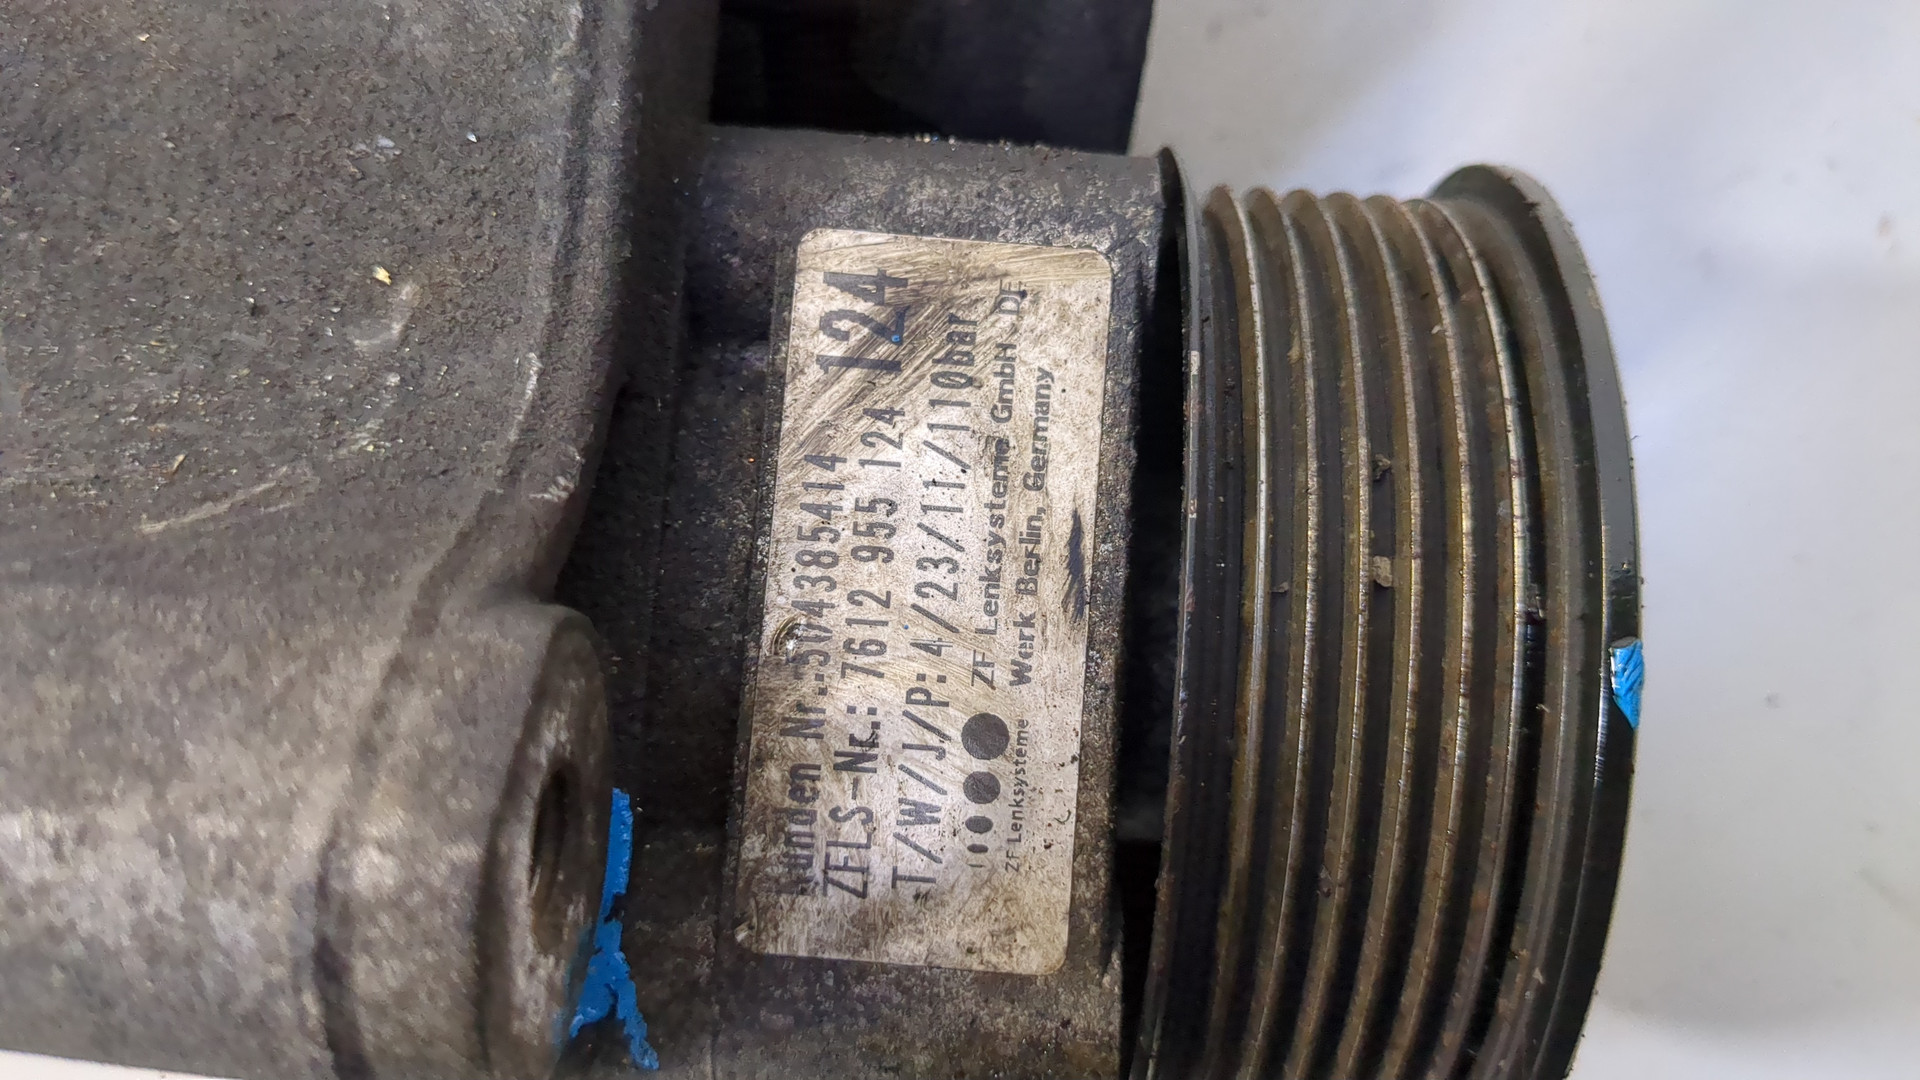 Kunden Nr.:504385414
ZFLS-Nr.: 7612 955 124 124
T/W/J/P:4/23/11/110bar
ZF Lenksysteme GmbH DE
Werk Berlin, Germany
ZF Lenksysteme